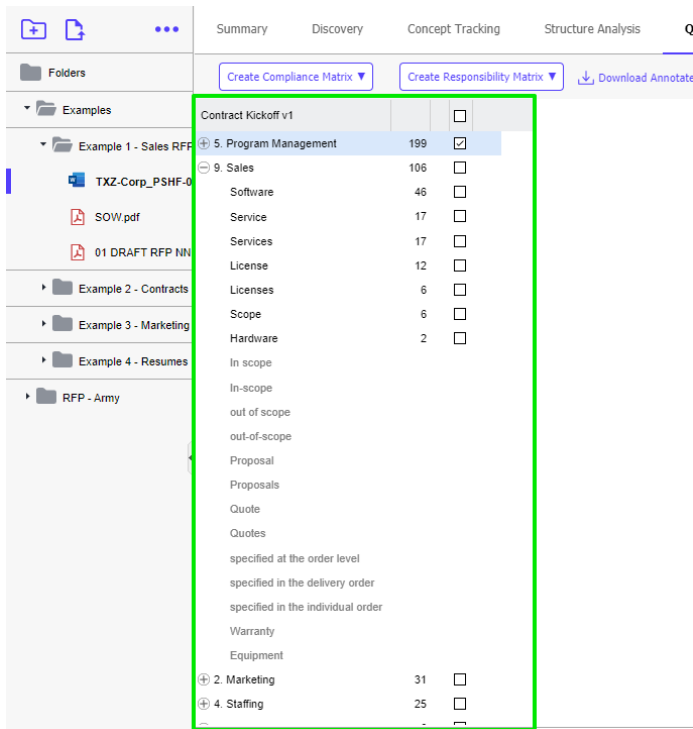 Summary Discovery Concept Tracking Structure Analysis Q
Folders
Create Compliance Matrix ▼ Create Responsibility Matrix ▼ Download Annotate
Examples
Example 1 - Sales RFP
TXZ-Corp_PSHF-0
SOW.pdf
01 DRAFT RFP NN
Example 2 - Contracts
Example 3 - Marketing
Example 4 - Resumes
RFP - Army
Contract Kickoff v1
5. Program Management 199
9. Sales 106
Software 46
Service 17
Services 17
License 12
Licenses 6
Scope 6
Hardware 2
In scope
In-scope
out of scope
out-of-scope
Proposal
Proposals
Quote
Quotes
specified at the order level
specified in the delivery order
specified in the individual order
Warranty
Equipment
2. Marketing 31
4. Staffing 25